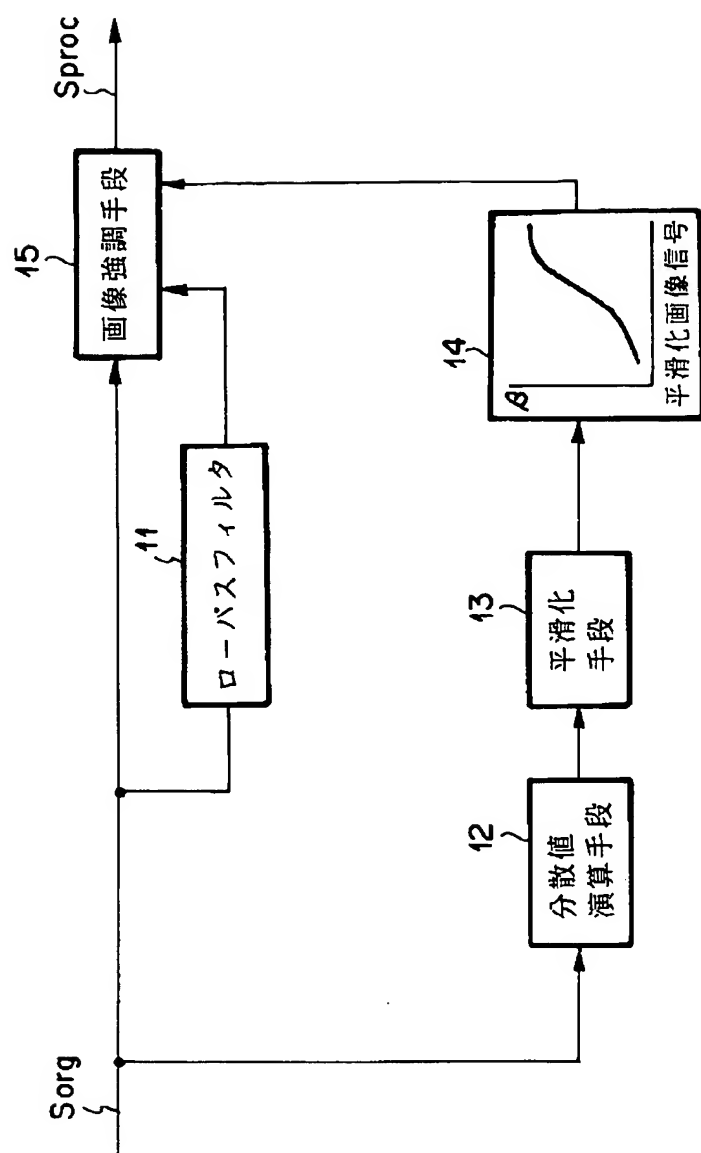 Sorg
Sproc
15
画像強調手段
11
ローパスフィルタ
12
分散値
演算手段
13
平滑化
手段
14
β
平滑化画像信号